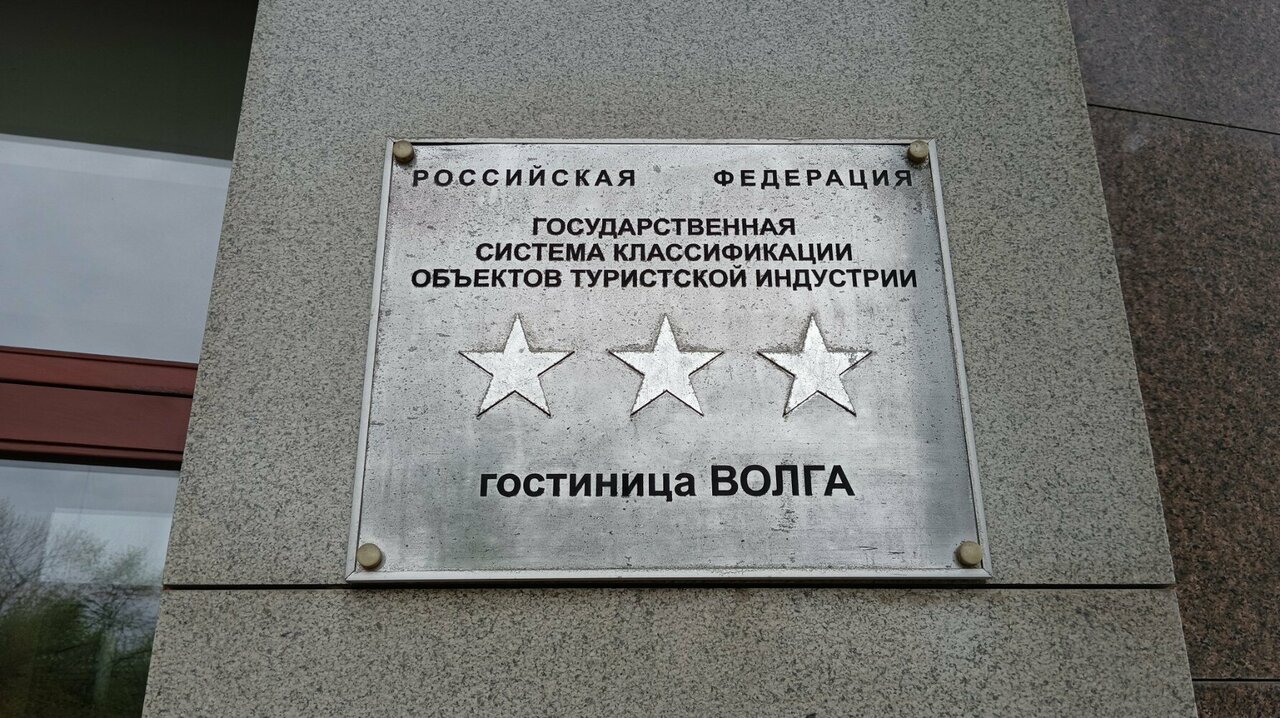 РОССИЙСКАЯ ФЕДЕРАЦИЯ
ГОСУДАРСТВЕННАЯ
СИСТЕМА КЛАССИФИКАЦИИ
ОБЪЕКТОВ ТУРИСТСКОЙ ИНДУСТРИИ
гостиница ВОЛГА